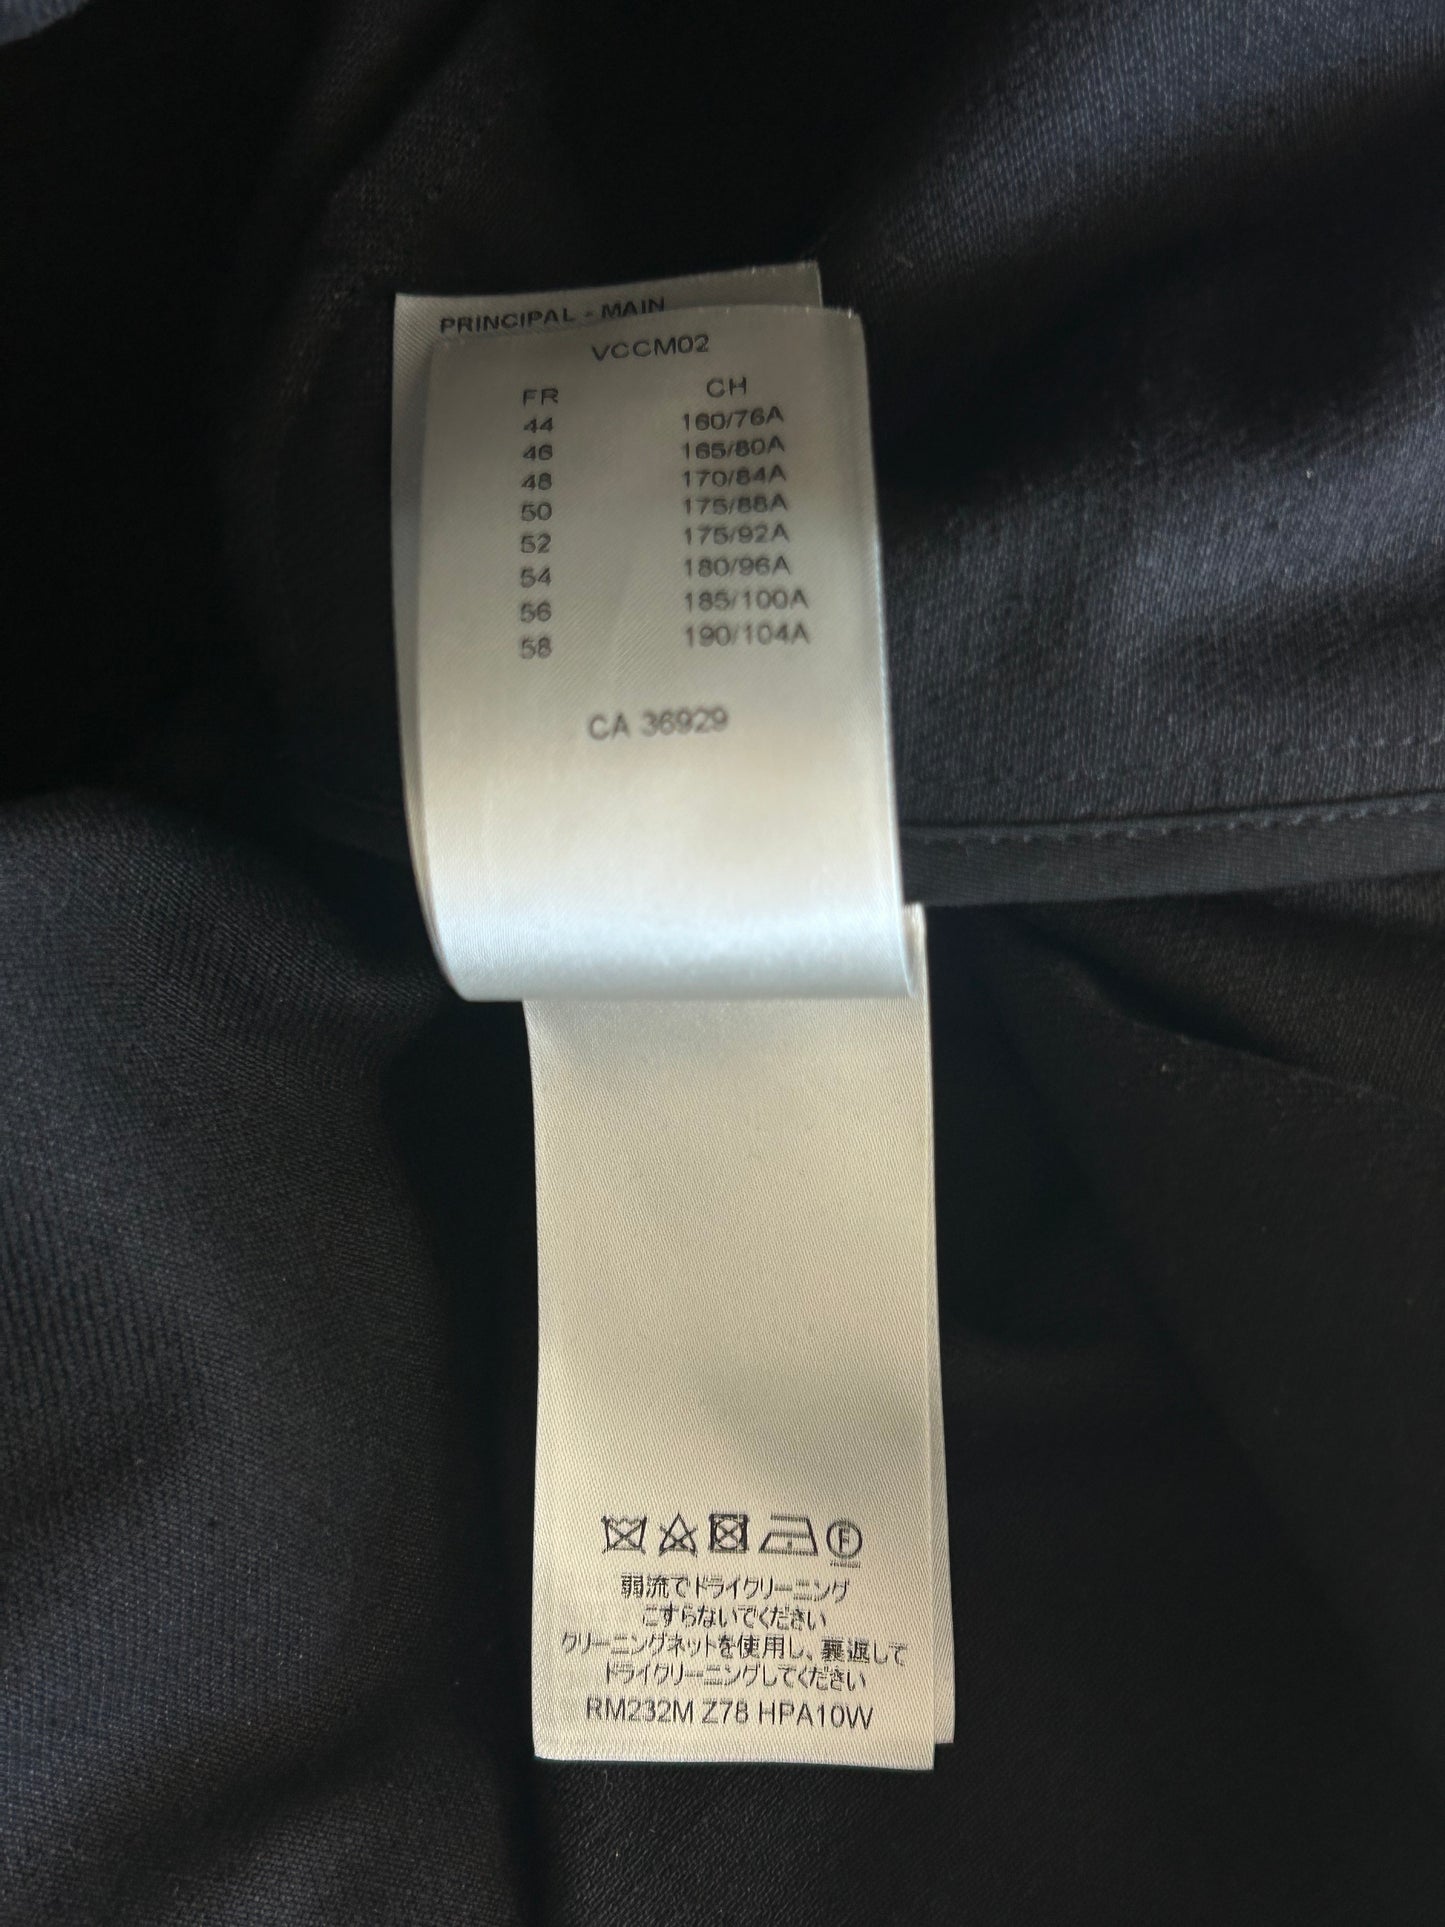 PRINCIPAL - MAIN
VCCM02
FR CH
44 160/76A
46 165/80A
48 170/84A
50 175/88A
52 175/92A
54 180/96A
56 185/100A
58 190/104A
CA 36929
F
弱流でドライクリーニング
こすらないでください
クリーニングネットを使用し、裏返して
ドライクリーニングしてください
RM232M Z78 HPA10W